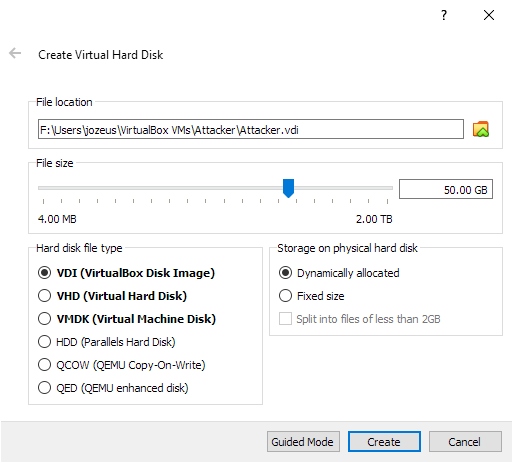 ?
Create Virtual Hard Disk
File location
F:\Users\jozeus\VirtualBox VMs\Attacker\Attacker.vdi
File size
50.00 GB
4.00 MB
2.00 TB
Hard disk file type
VDI (VirtualBox Disk Image)
VHD (Virtual Hard Disk)
VMDK (Virtual Machine Disk)
HDD (Parallels Hard Disk)
QCOW (QEMU Copy-On-Write)
QED (QEMU enhanced disk)
Storage on physical hard disk
Dynamically allocated
Fixed size
Split into files of less than 2GB
Guided Mode
Create
Cancel